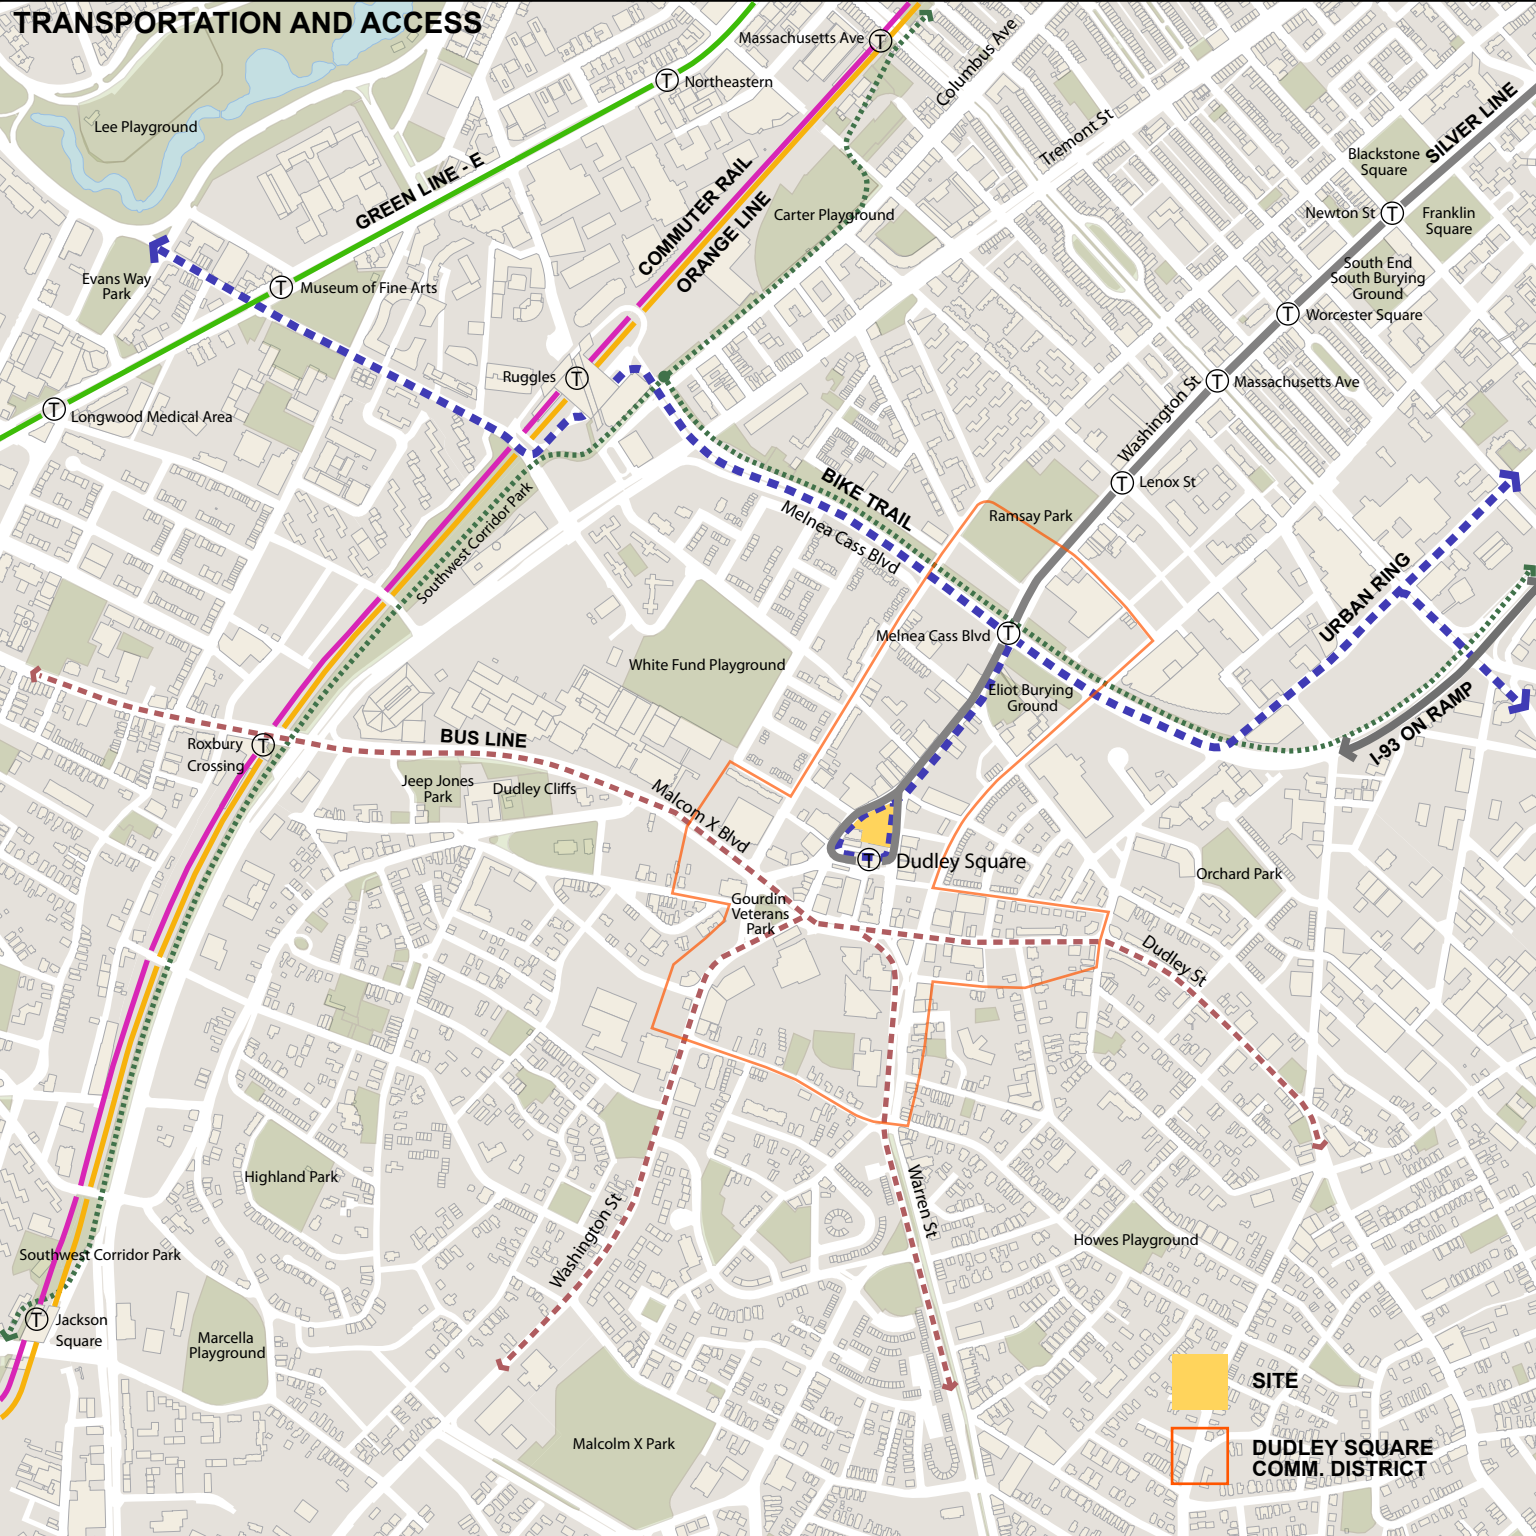 TRANSPORTATION AND ACCESS
Massachusetts Ave
T
Columbus Ave
T
Northeastern
Lee Playground
Tremont St
SILVER LINE
Blackstone
Square
GREEN LINE - E
COMMUTER RAIL
ORANGE LINE
Carter Playground
Newton St
T
Franklin
Square
Evans Way
Park
T
Museum of Fine Arts
South End
South Burying
Ground
T
Worcester Square
Ruggles
T
T
Massachusetts Ave
Washington St
T
Longwood Medical Area
T
Lenox St
BIKE TRAIL
Melnea Cass Blvd
Ramsay Park
Southwest Corridor Park
URBAN RING
Melnea Cass Blvd
T
White Fund Playground
Eliot Burying
Ground
I-93 ON RAMP
Roxbury
Crossing
T
BUS LINE
Jeep Jones
Park
Dudley Cliffs
Malcom X Blvd
T
Dudley Square
Orchard Park
Gourdin
Veterans
Park
Dudley St
Highland Park
Warren St
Washington St
Howes Playground
Southwest Corridor Park
T
Jackson
Square
Marcella
Playground
Malcolm X Park
SITE
DUDLEY SQUARE
COMM. DISTRICT